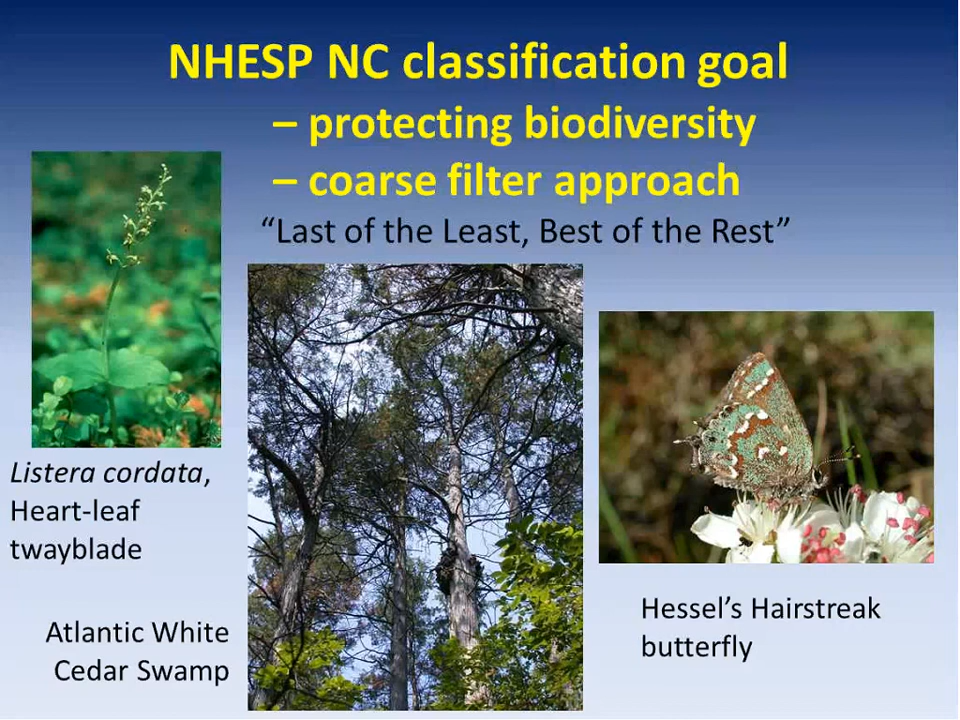 NHESP NC classification goal
– protecting biodiversity
– coarse filter approach
“Last of the Least, Best of the Rest”
Listera cordata,
Heart-leaf
twayblade
Atlantic White
Cedar Swamp
Hessel’s Hairstreak
butterfly